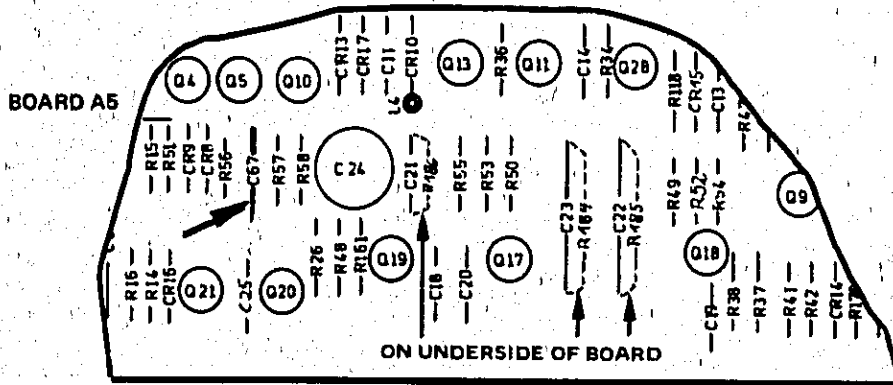 CR13 CR17 C11 CR10 R36 C14 R34
Q4 Q5 Q10 Q13 Q11 Q28 R118 CR15 C13
BOARD A5
L4 R47
R15 R51 CR9 CR8 R56 C67 R57 R58 C24 C21 R186 R55 R53 R50 C23 R184 C22 R185 R49 R52 R54 Q9
R16 R14 CR16 Q21 C25 Q20 R26 R48 R161 Q19 C18 C20 Q17 Q18 C19 R38 R37 R41 R42 CR14
ON UNDERSIDE OF BOARD